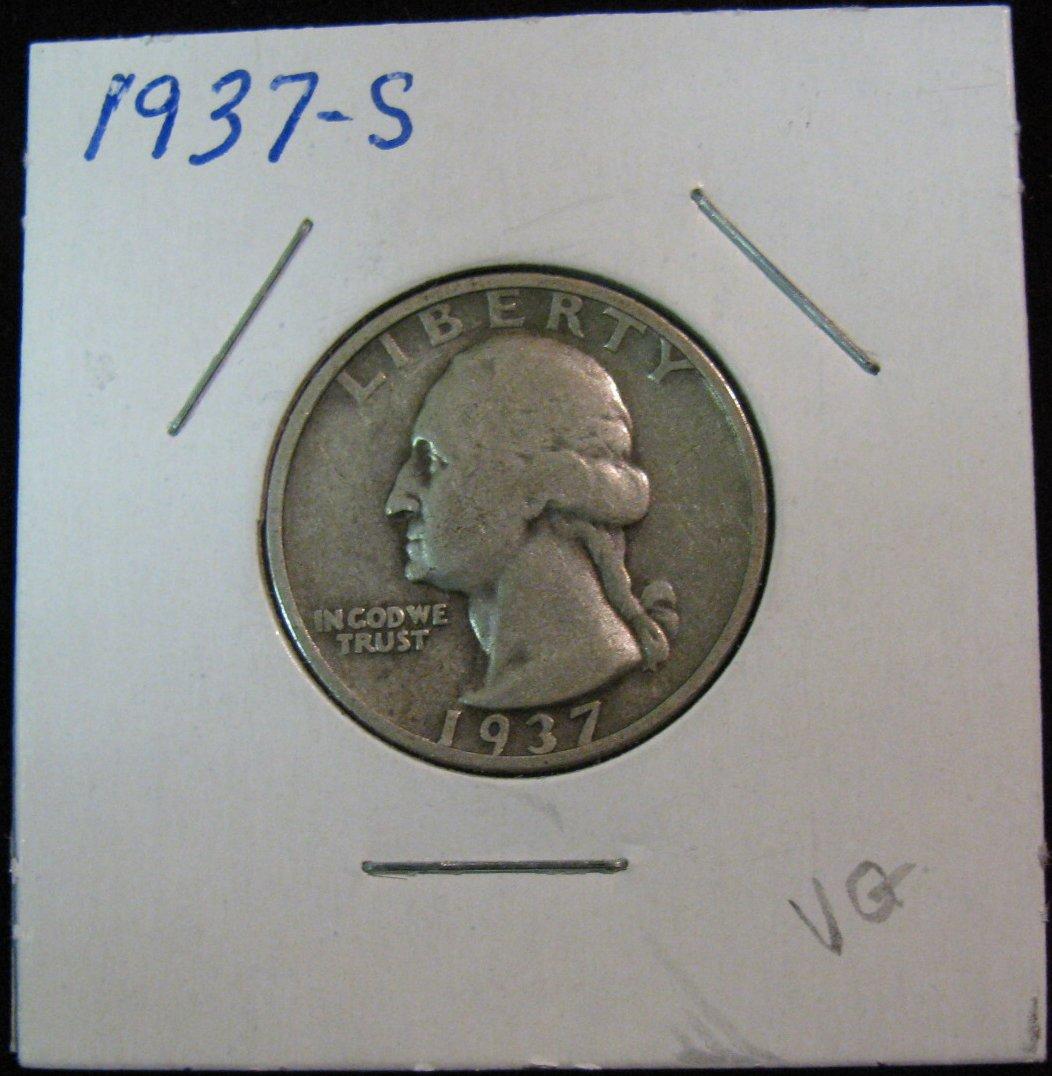 1937-S
LIBERTY
IN GOD WE
TRUST
1937
VG